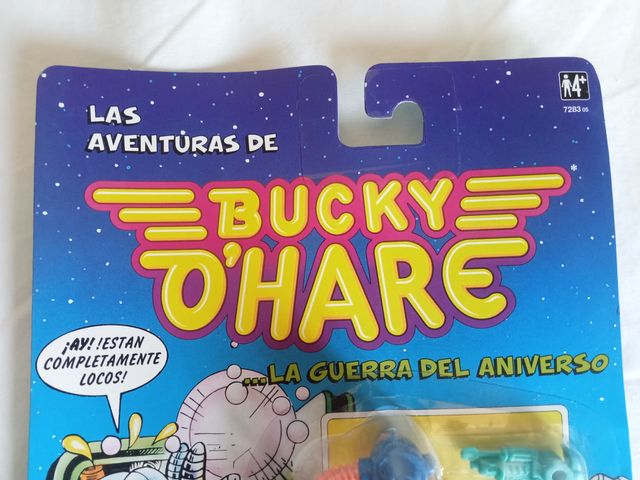 LAS
AVENTURAS DE
4+
7283 05
BUCKY
O'HARE
*
...LA GUERRA DEL ANIVERSO
¡AY! !ESTAN
COMPLETAMENTE
LOCOS!